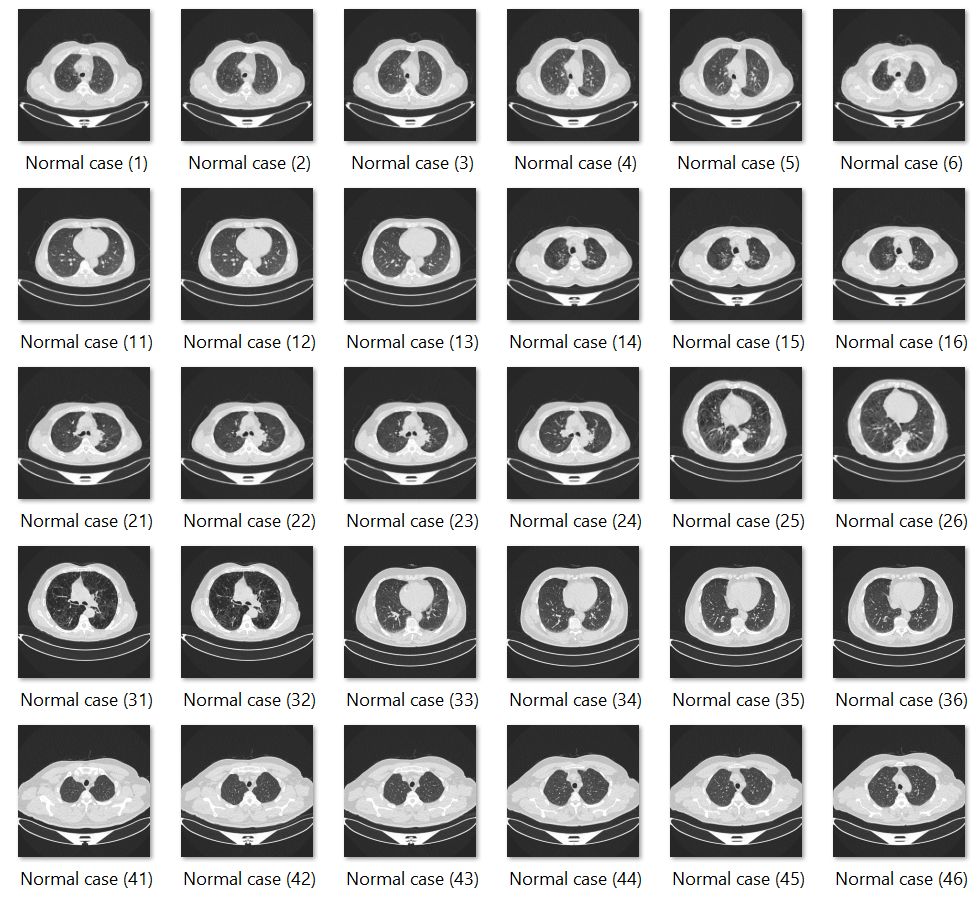 Normal case (1) Normal case (2) Normal case (3) Normal case (4) Normal case (5) Normal case (6)
Normal case (11) Normal case (12) Normal case (13) Normal case (14) Normal case (15) Normal case (16)
Normal case (21) Normal case (22) Normal case (23) Normal case (24) Normal case (25) Normal case (26)
Normal case (31) Normal case (32) Normal case (33) Normal case (34) Normal case (35) Normal case (36)
Normal case (41) Normal case (42) Normal case (43) Normal case (44) Normal case (45) Normal case (46)